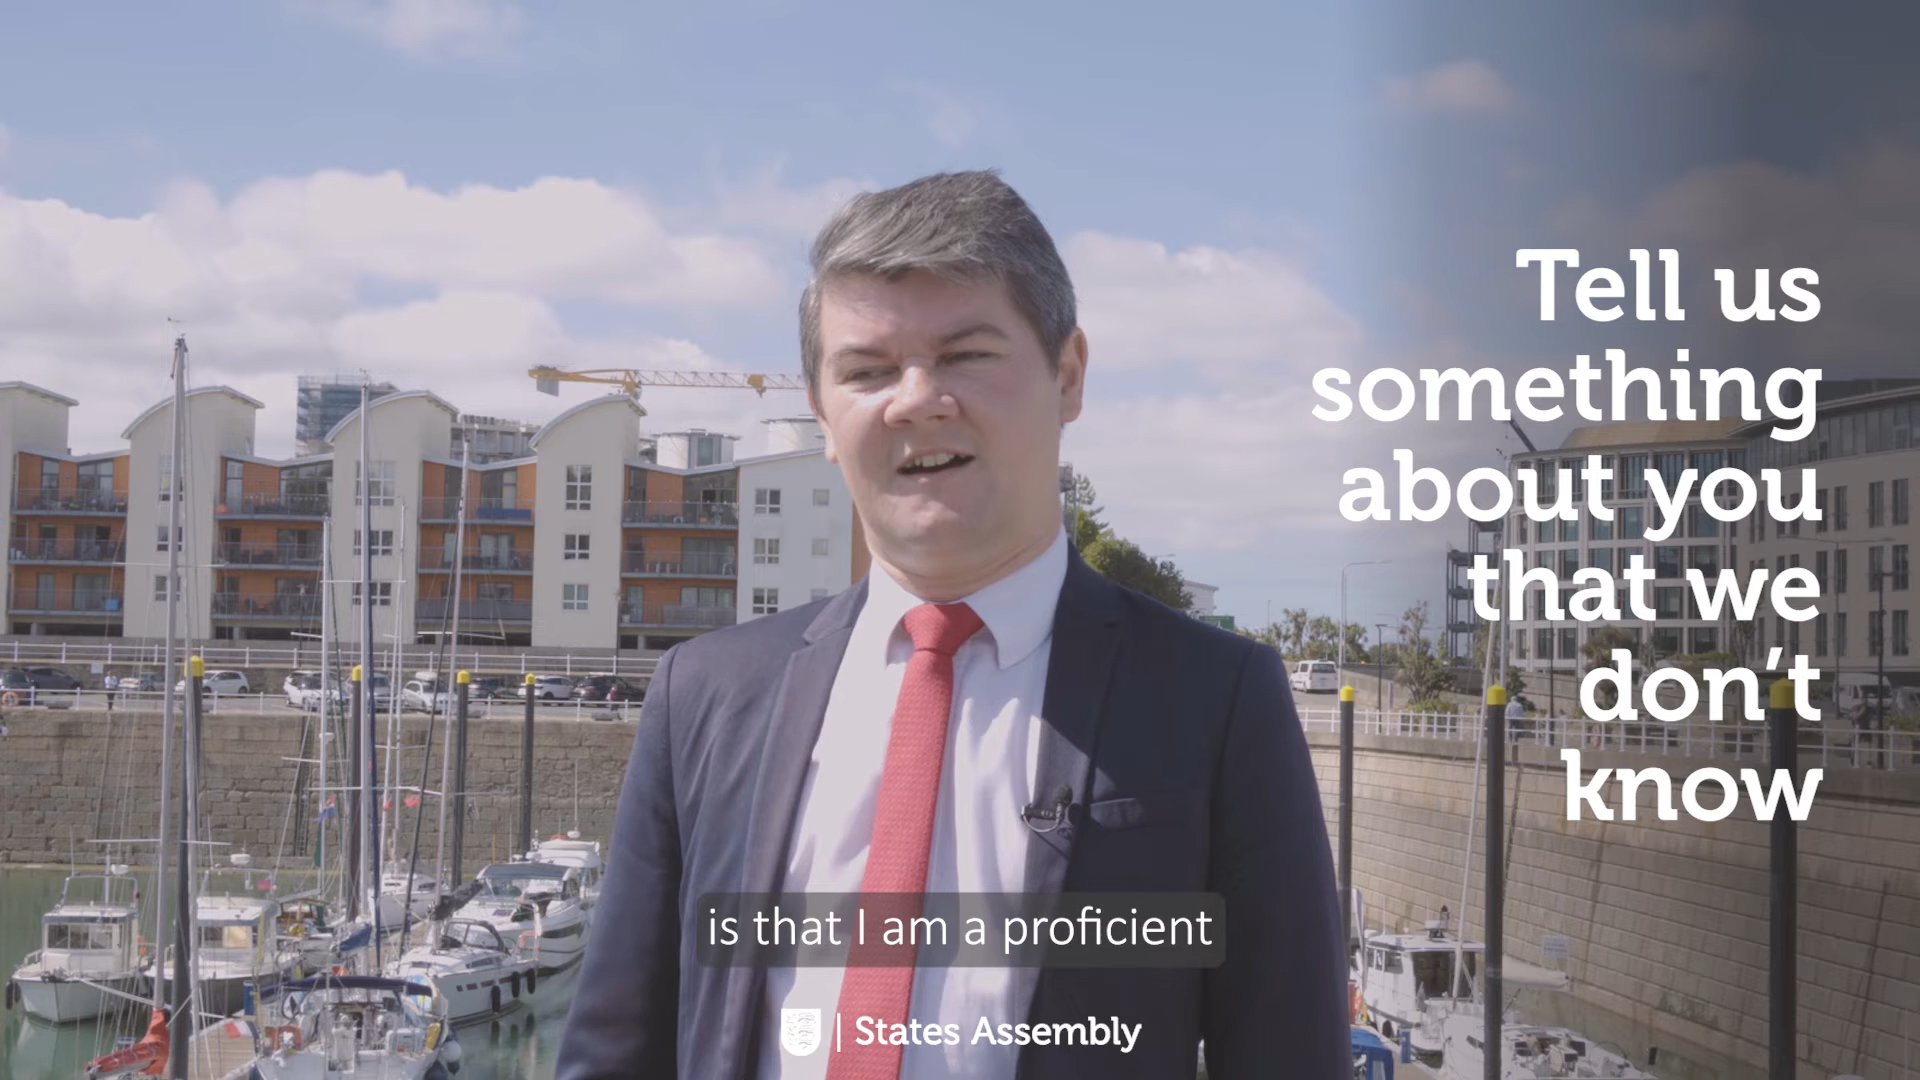 Tell us
something
about you
that we
don't
know
is that I am a proficient
States Assembly